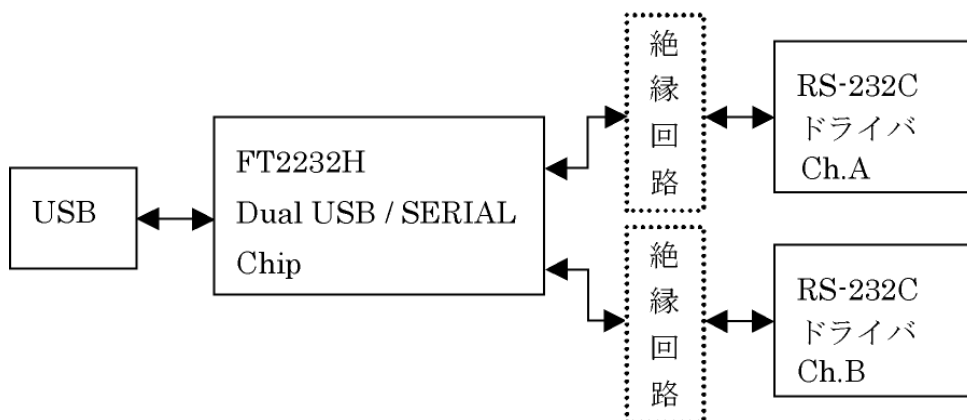 USB
FT2232H
Dual USB / SERIAL
Chip
絶縁回路
RS-232C
ドライバ
Ch.A
絶縁回路
RS-232C
ドライバ
Ch.B